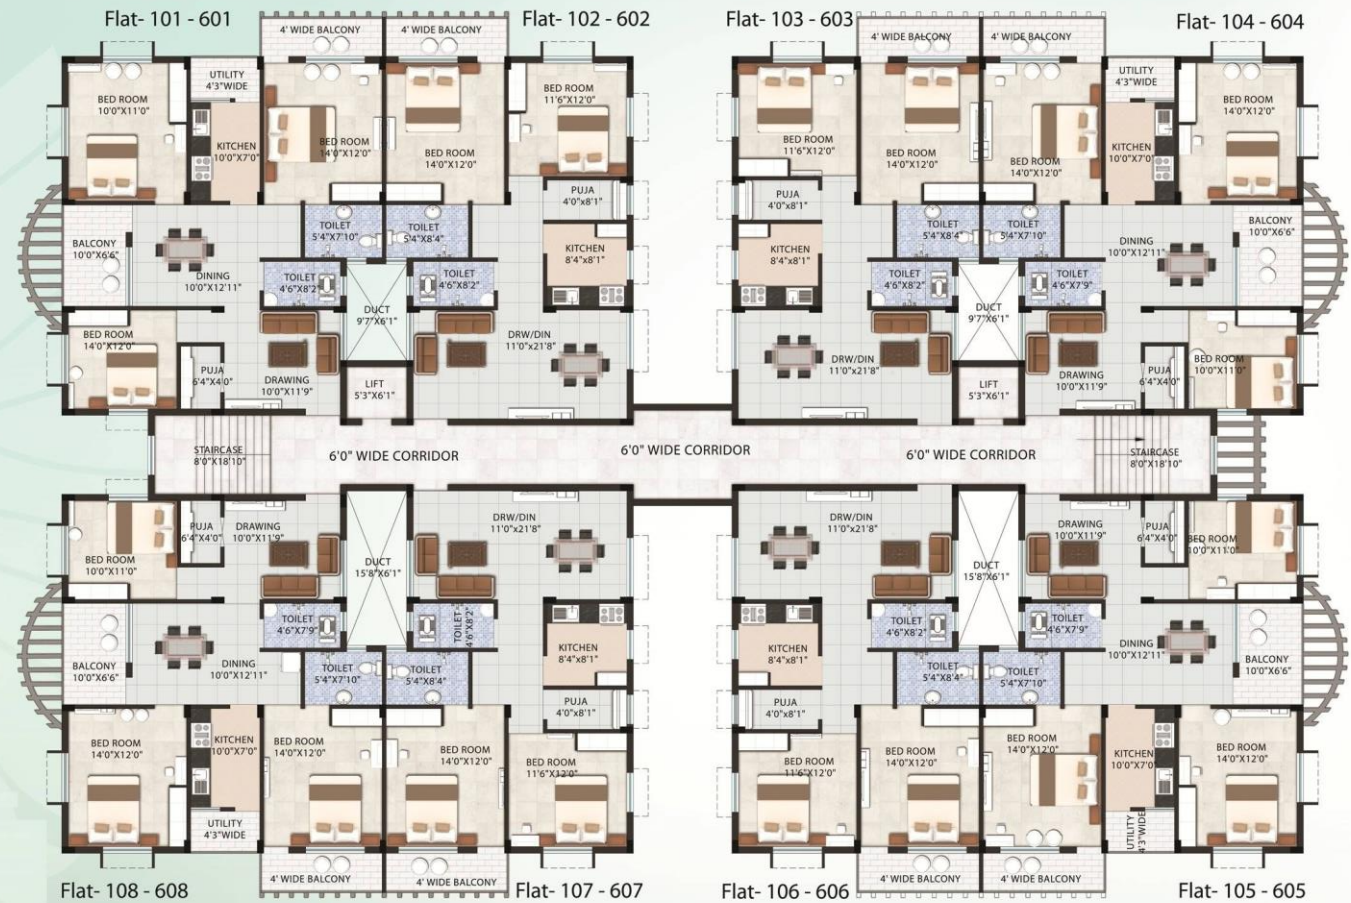 Flat- 101 - 601
Flat- 102 - 602
Flat- 103 - 603
Flat- 104 - 604
4' WIDE BALCONY
4' WIDE BALCONY
4' WIDE BALCONY
4' WIDE BALCONY
BED ROOM
10'0"X11'0"
UTILITY
4'3"WIDE
KITCHEN
10'0"X7'0"
BED ROOM
14'0"X12'0"
BED ROOM
14'0"X12'0"
BED ROOM
11'6"X12'0"
BED ROOM
11'6"X12'0"
BED ROOM
14'0"X12'0"
BED ROOM
14'0"X12'0"
UTILITY
4'3"WIDE
KITCHEN
10'0"X7'0"
BED ROOM
14'0"X12'0"
PUJA
4'0"x8'1"
PUJA
4'0"x8'1"
BALCONY
10'0"X6'6"
DINING
10'0"X12'11"
TOILET
5'4"X7'10"
TOILET
5'4"X8'4"
KITCHEN
8'4"x8'1"
KITCHEN
8'4"x8'1"
TOILET
5'4"X8'4"
TOILET
5'4"X7'10"
DINING
10'0"X12'11"
BALCONY
10'0"X6'6"
TOILET
4'6"X8'2"
DUCT
9'7"X6'1"
TOILET
4'6"X8'2"
TOILET
4'6"X8'2"
DUCT
9'7"X6'1"
TOILET
4'6"X7'9"
BED ROOM
14'0"X12'0"
PUJA
6'4"X4'0"
DRAWING
10'0"X11'9"
LIFT
5'3"X6'1"
DRW/DIN
11'0"x21'8"
DRW/DIN
11'0"x21'8"
LIFT
5'3"X6'1"
DRAWING
10'0"X11'9"
PUJA
6'4"X4'0"
BED ROOM
10'0"X11'0"
STAIRCASE
8'0"X18'10"
6'0" WIDE CORRIDOR
6'0" WIDE CORRIDOR
6'0" WIDE CORRIDOR
STAIRCASE
8'0"X18'10"
BED ROOM
10'0"X11'0"
PUJA
6'4"X4'0"
DRAWING
10'0"X11'9"
DUCT
15'8"X6'1"
DRW/DIN
11'0"x21'8"
DRW/DIN
11'0"x21'8"
DUCT
15'8"X6'1"
DRAWING
10'0"X11'9"
PUJA
6'4"X4'0"
BED ROOM
10'0"X11'0"
TOILET
4'6"X7'9"
TOILET
4'6"X8'2"
TOILET
4'6"X8'2"
TOILET
4'6"X7'9"
BALCONY
10'0"X6'6"
DINING
10'0"X12'11"
TOILET
5'4"X7'10"
TOILET
5'4"X8'4"
KITCHEN
8'4"x8'1"
KITCHEN
8'4"x8'1"
TOILET
5'4"X8'4"
TOILET
5'4"X7'10"
DINING
10'0"X12'11"
BALCONY
10'0"X6'6"
PUJA
4'0"x8'1"
PUJA
4'0"x8'1"
BED ROOM
14'0"X12'0"
KITCHEN
10'0"X7'0"
BED ROOM
14'0"X12'0"
BED ROOM
14'0"X12'0"
BED ROOM
11'6"X12'0"
BED ROOM
11'6"X12'0"
BED ROOM
14'0"X12'0"
BED ROOM
14'0"X12'0"
KITCHEN
10'0"X7'0"
BED ROOM
14'0"X12'0"
UTILITY
4'3"WIDE
UTILITY
4'3"WIDE
4' WIDE BALCONY
4' WIDE BALCONY
4' WIDE BALCONY
4' WIDE BALCONY
Flat- 108 - 608
Flat- 107 - 607
Flat- 106 - 606
Flat- 105 - 605